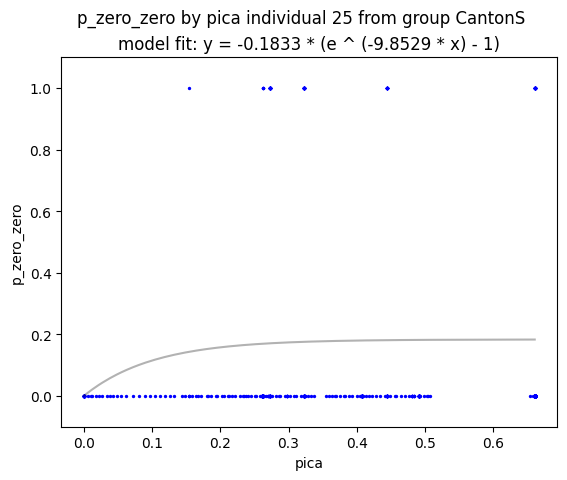 p_zero_zero by pica individual 25 from group CantonS
model fit: y = -0.1833 * (e ^ (-9.8529 * x) - 1)
1.0
0.8
0.6
0.4
0.2
0.0
p_zero_zero
0.0 0.1 0.2 0.3 0.4 0.5 0.6
pica